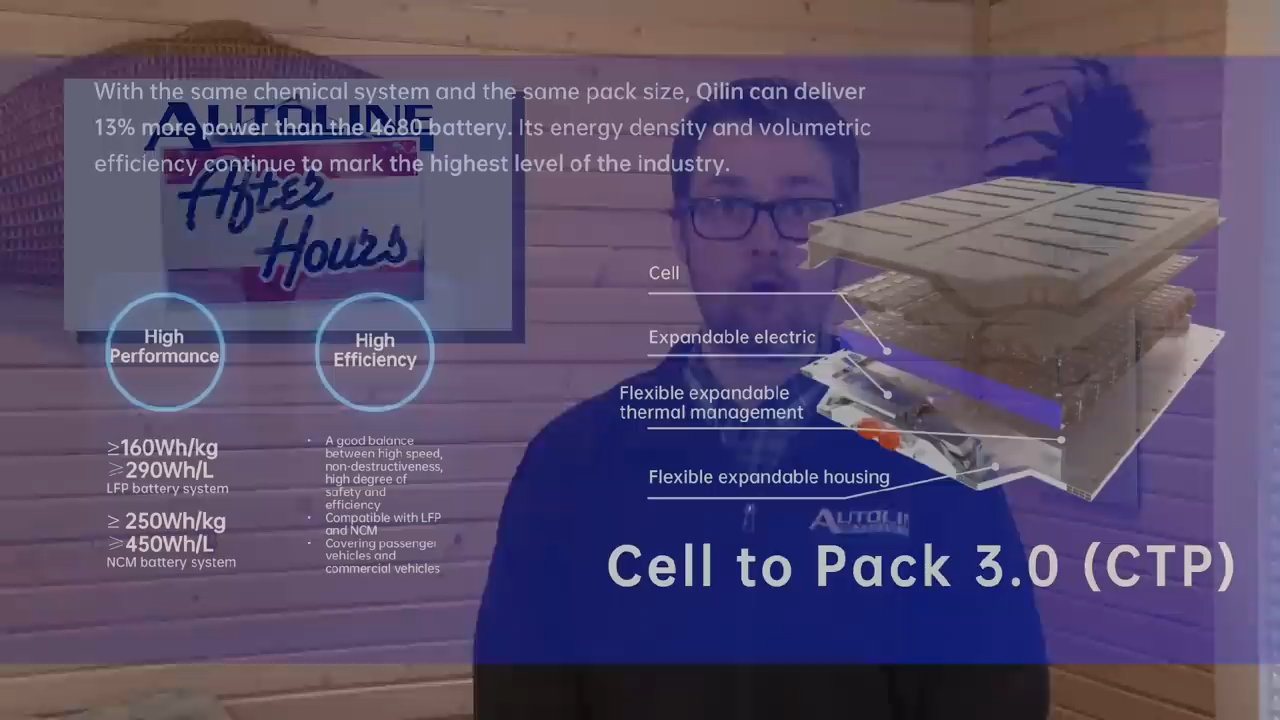 With the same chemical system and the same pack size, Qilin can deliver
13% more power than the 4680 battery. Its energy density and volumetric
efficiency continue to mark the highest level of the industry.
AUTOLINE
After
Hours
High
Performance
High
Efficiency
≥160Wh/kg
≥290Wh/L
LFP battery system
≥ 250Wh/kg
≥450Wh/L
NCM battery system
• A good balance
between high speed,
non-destructiveness,
high degree of
safety and
efficiency
• Compatible with LFP
and NCM
• Covering passenger
vehicles and
commercial vehicles
Cell
Expandable electric
Flexible expandable
thermal management
Flexible expandable housing
AUTOLI
Cell to Pack 3.0 (CTP)